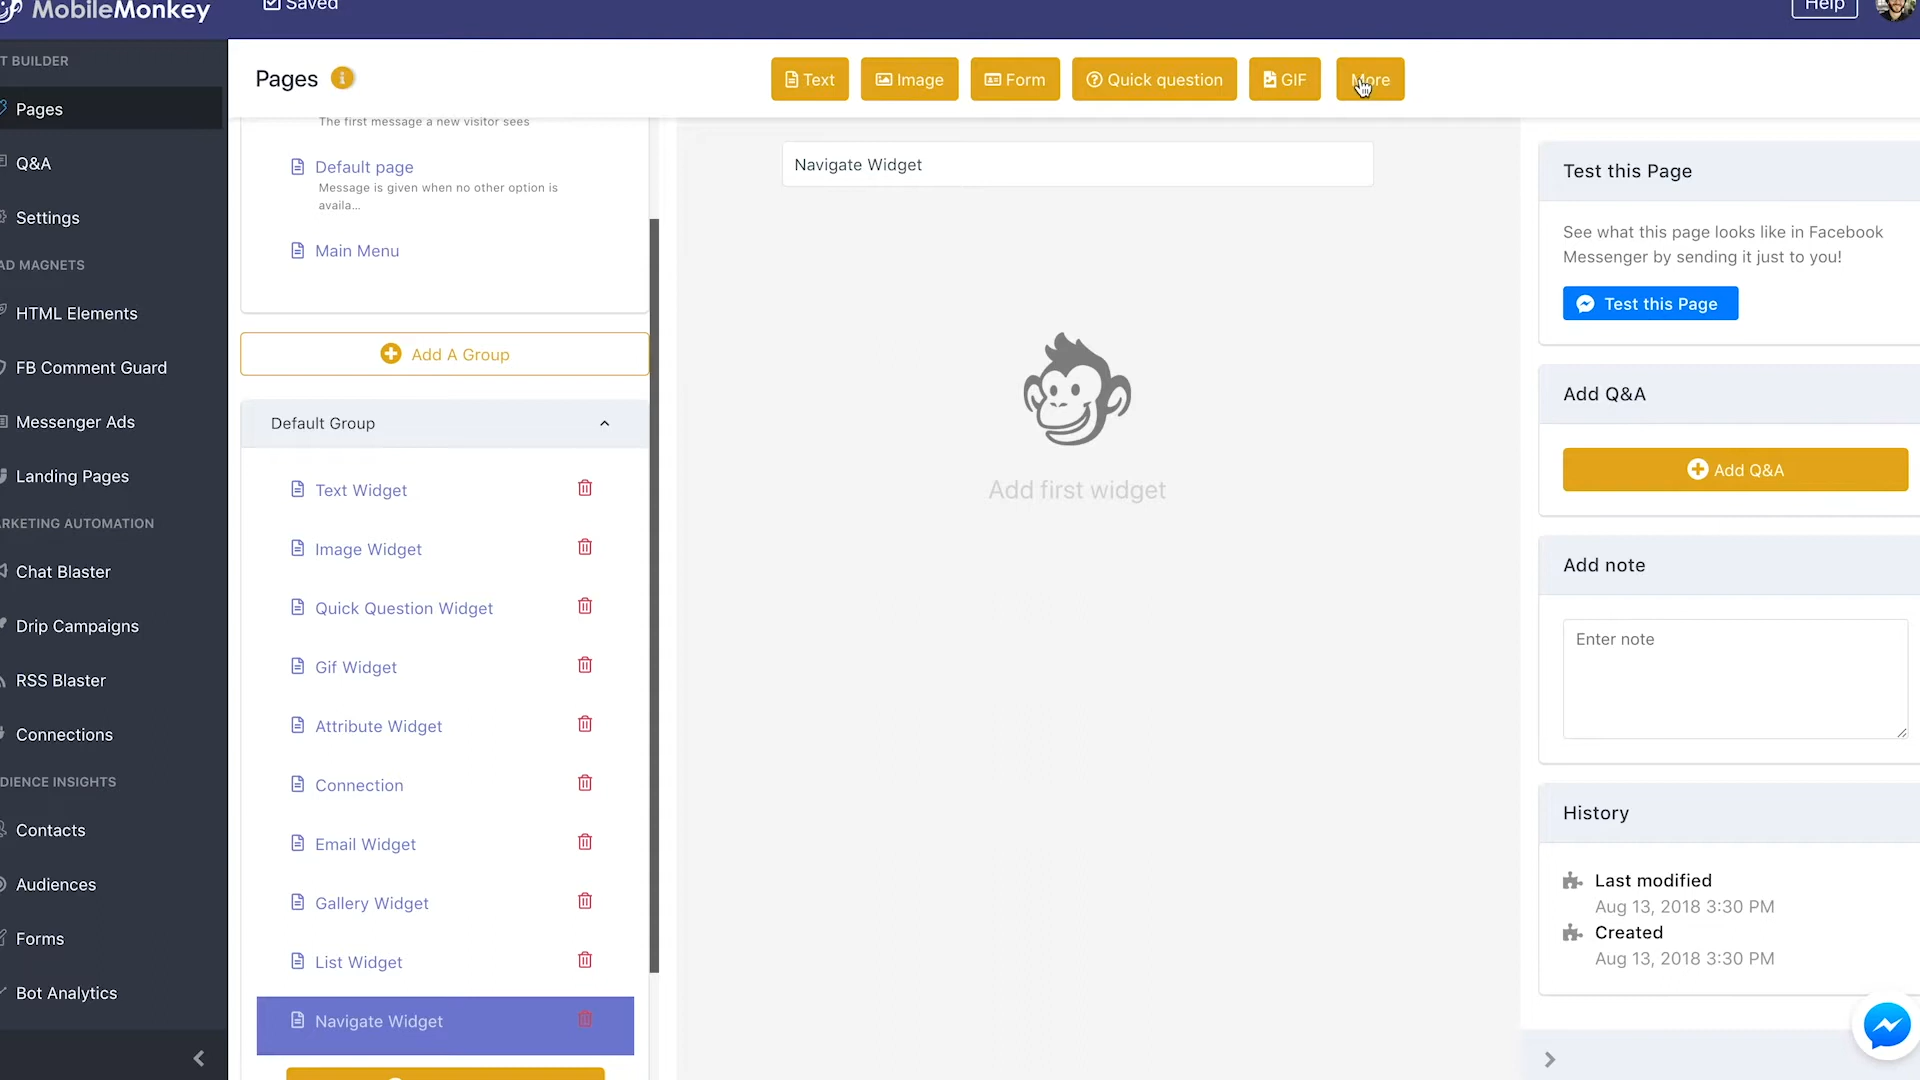 MobileMonkey
Saved
Help
T BUILDER
Pages
Q&A
Settings
AD MAGNETS
HTML Elements
FB Comment Guard
Messenger Ads
Landing Pages
RKETING AUTOMATION
Chat Blaster
Drip Campaigns
RSS Blaster
Connections
DIENCE INSIGHTS
Contacts
Audiences
Forms
Bot Analytics
Pages
Text
Image
Form
Quick question
GIF
More
The first message a new visitor sees
Default page
Message is given when no other option is
availa...
Main Menu
Add A Group
Default Group
Text Widget
Image Widget
Quick Question Widget
Gif Widget
Attribute Widget
Connection
Email Widget
Gallery Widget
List Widget
Navigate Widget
Navigate Widget
Add first widget
Test this Page
See what this page looks like in Facebook
Messenger by sending it just to you!
Test this Page
Add Q&A
Add Q&A
Add note
Enter note
History
Last modified
Aug 13, 2018 3:30 PM
Created
Aug 13, 2018 3:30 PM